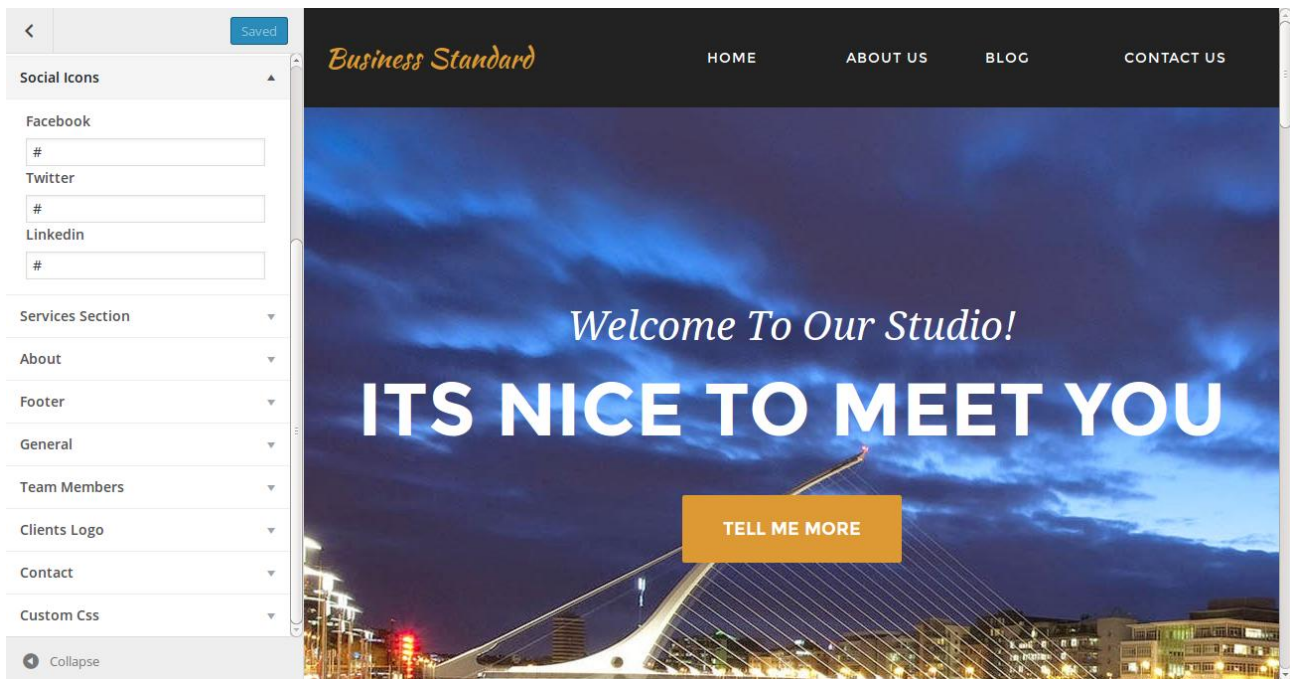 Saved
Social Icons
Facebook
#
Twitter
#
Linkedin
#
Services Section
About
Footer
General
Team Members
Clients Logo
Contact
Custom Css
Collapse
Business Standard
HOME ABOUT US BLOG CONTACT US
Welcome To Our Studio!
ITS NICE TO MEET YOU
TELL ME MORE